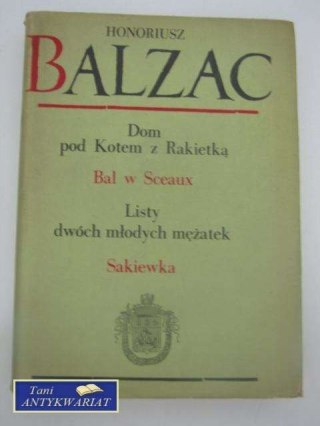 HONORIUSZ
BALZAC
Dom
pod Kotem z Rakietką
Bal w Sceaux
Listy
dwóch młodych mężatek
Sakiewka
Tani
ANTYKWARIAT